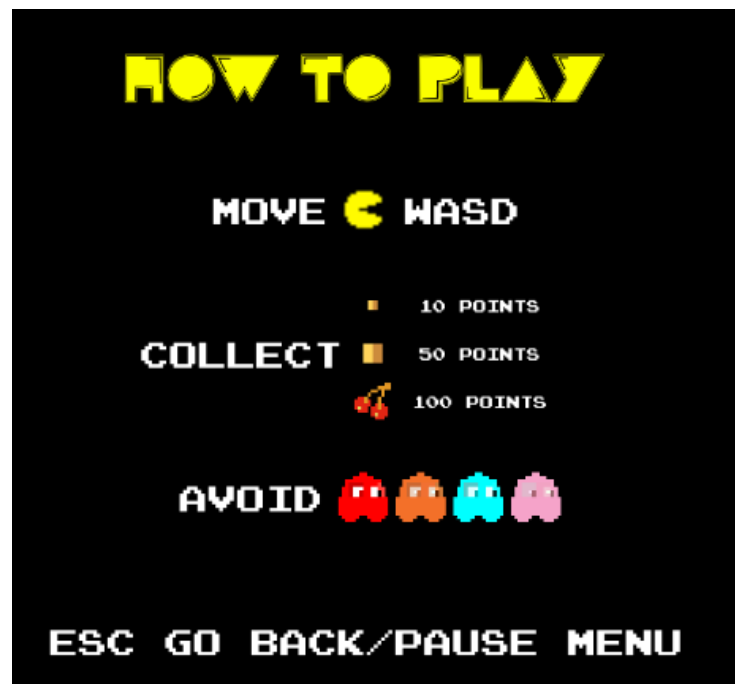 HOW TO PLAY
MOVE WASD
10 POINTS
COLLECT 50 POINTS
100 POINTS
AVOID
ESC GO BACK/PAUSE MENU